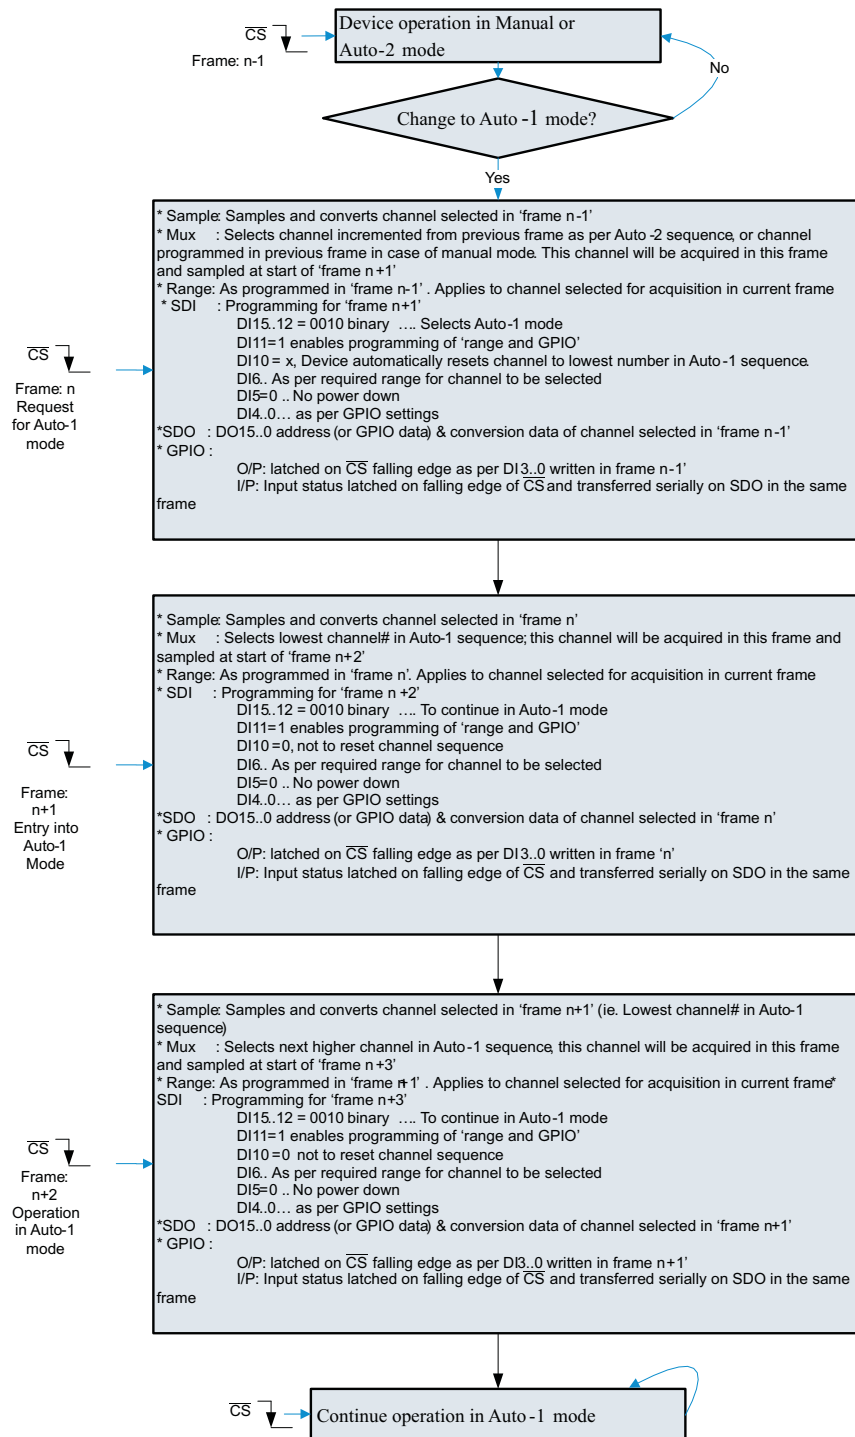 Device operation in Manual or
Auto-2 mode
CS
Frame: n-1
No
Change to Auto -1 mode?
Yes
* Sample: Samples and converts channel selected in ‘frame n-1’
* Mux : Selects channel incremented from previous frame as per Auto -2 sequence, or channel
programmed in previous frame in case of manual mode. This channel will be acquired in this frame
and sampled at start of ‘frame n+1’
* Range: As programmed in ‘frame n-1’ . Applies to channel selected for acquisition in current frame
* SDI : Programming for ‘frame n+1’
DI15..12 = 0010 binary …. Selects Auto-1 mode
DI11=1 enables programming of ‘range and GPIO’
DI10 = x, Device automatically resets channel to lowest number in Auto-1 sequence.
DI6.. As per required range for channel to be selected
DI5=0 .. No power down
DI4..0… as per GPIO settings
*SDO : DO15..0 address (or GPIO data) & conversion data of channel selected in ‘frame n-1’
* GPIO :
O/P: latched on CS falling edge as per DI3..0 written in frame n-1’
I/P: Input status latched on falling edge of CS and transferred serially on SDO in the same
frame
CS
Frame: n
Request
for Auto-1
mode
* Sample: Samples and converts channel selected in ‘frame n’
* Mux : Selects lowest channel# in Auto-1 sequence; this channel will be acquired in this frame and
sampled at start of ‘frame n+2’
* Range: As programmed in ‘frame n’. Applies to channel selected for acquisition in current frame
* SDI : Programming for ‘frame n +2’
DI15..12 = 0010 binary …. To continue in Auto-1 mode
DI11=1 enables programming of ‘range and GPIO’
DI10 =0, not to reset channel sequence
DI6.. As per required range for channel to be selected
DI5=0 .. No power down
DI4..0… as per GPIO settings
*SDO : DO15..0 address (or GPIO data) & conversion data of channel selected in ‘frame n’
* GPIO :
O/P: latched on CS falling edge as per DI3..0 written in frame ‘n’
I/P: Input status latched on falling edge of CS and transferred serially on SDO in the same
frame
CS
Frame:
n+1
Entry into
Auto-1
Mode
* Sample: Samples and converts channel selected in ‘frame n+1’ (ie. Lowest channel# in Auto-1
sequence)
* Mux : Selects next higher channel in Auto-1 sequence, this channel will be acquired in this frame
and sampled at start of ‘frame n+3’
* Range: As programmed in ‘frame n+1’ . Applies to channel selected for acquisition in current frame*
SDI : Programming for ‘frame n+3’
DI15..12 = 0010 binary …. To continue in Auto-1 mode
DI11=1 enables programming of ‘range and GPIO’
DI10 =0 not to reset channel sequence
DI6.. As per required range for channel to be selected
DI5=0 .. No power down
DI4..0… as per GPIO settings
*SDO : DO15..0 address (or GPIO data) & conversion data of channel selected in ‘frame n+1’
* GPIO :
O/P: latched on CS falling edge as per DI3..0 written in frame n+1’
I/P: Input status latched on falling edge of CS and transferred serially on SDO in the same
frame
CS
Frame:
n+2
Operation
in Auto-1
mode
CS
Continue operation in Auto -1 mode